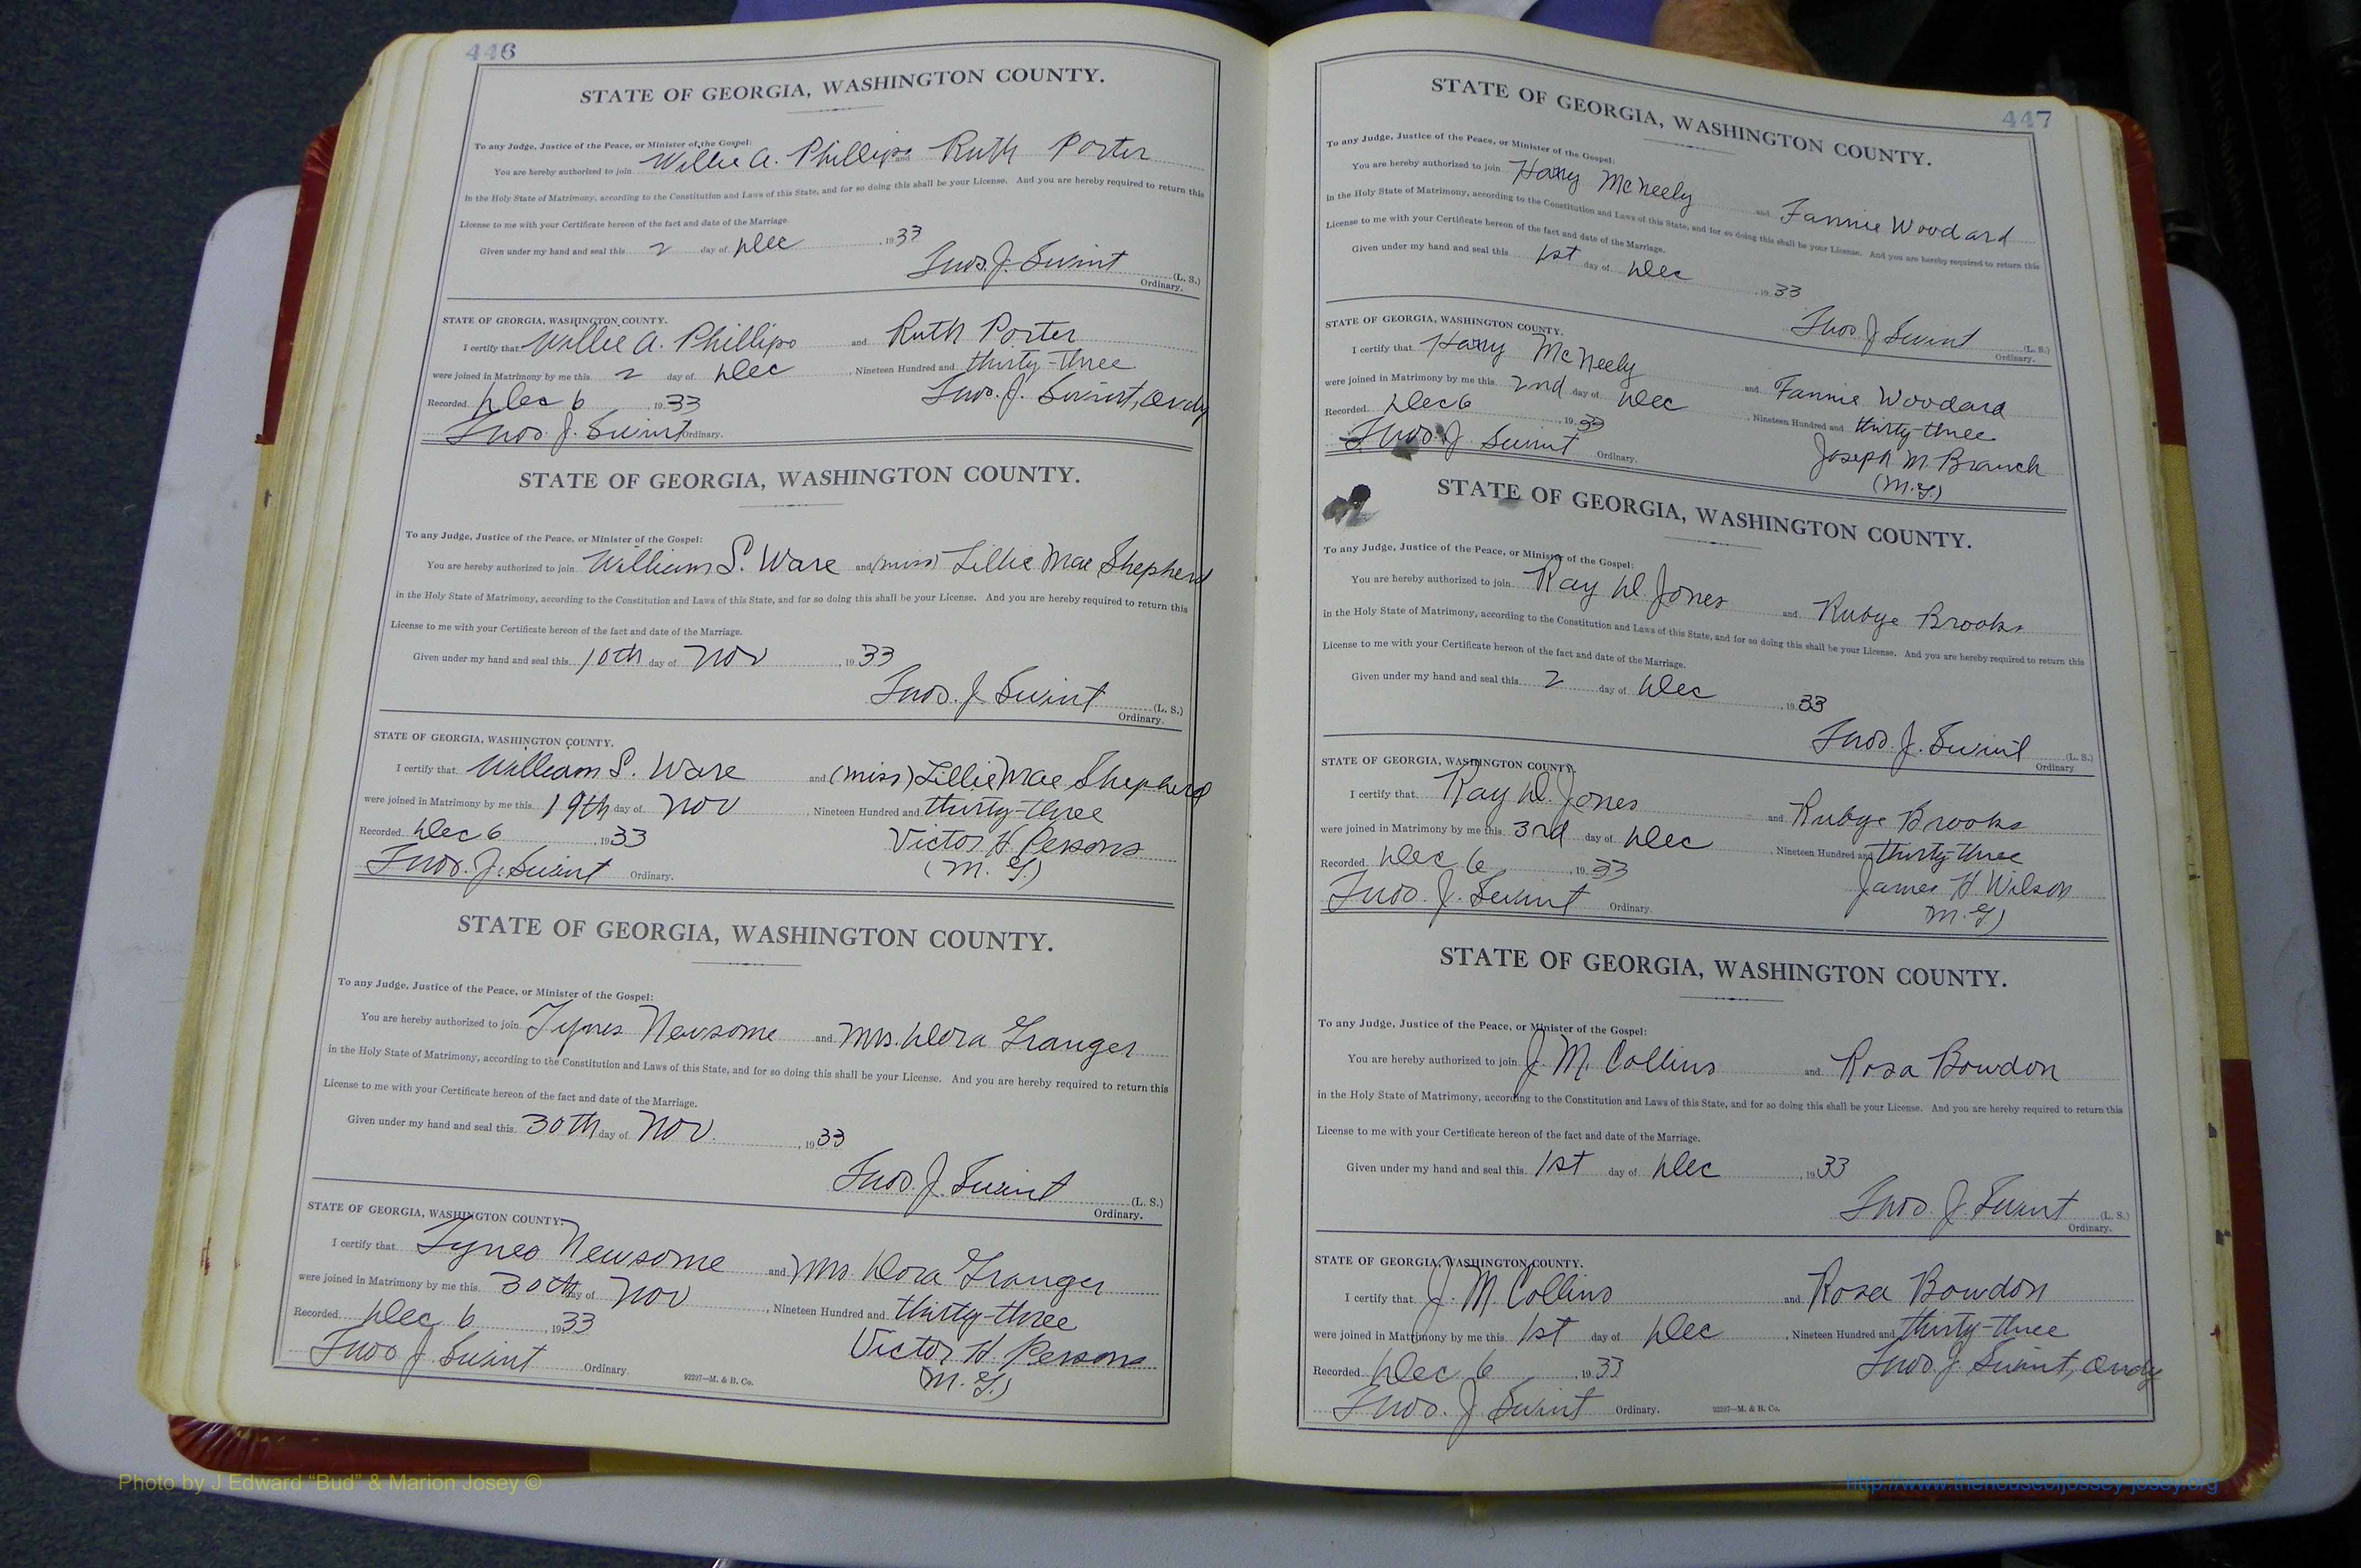 446
STATE OF GEORGIA, WASHINGTON COUNTY.
To any Judge, Justice of the Peace, or Minister of the Gospel:
You are hereby authorized to join Willie A. Phillips and Ruth Porter
in the Holy State of Matrimony, according to the Constitution and Laws of this State, and for so doing this shall be your License. And you are hereby required to return this
License to me with your Certificate hereon of the fact and date of the Marriage.
Given under my hand and seal this 2 day of Dec, 1933
Thos. J. Swint (L. S.)
Ordinary.
STATE OF GEORGIA, WASHINGTON COUNTY.
I certify that Willie A. Phillips and Ruth Porter
were joined in Matrimony by me this 2 day of Dec, Nineteen Hundred and thirty-three
Recorded Dec 6 1933 Thos. J. Swint, Ordy
Thos. J. Swint Ordinary.
STATE OF GEORGIA, WASHINGTON COUNTY.
To any Judge, Justice of the Peace, or Minister of the Gospel:
You are hereby authorized to join William S. Ware and (miss) Lillie Mae Shepherd
in the Holy State of Matrimony, according to the Constitution and Laws of this State, and for so doing this shall be your License. And you are hereby required to return this
License to me with your Certificate hereon of the fact and date of the Marriage.
Given under my hand and seal this 10th day of Nov, 1933
Thos. J. Swint (L. S.)
Ordinary.
STATE OF GEORGIA, WASHINGTON COUNTY.
I certify that William S. Ware and (miss) Lillie Mae Shepherd
were joined in Matrimony by me this 19th day of Nov, Nineteen Hundred and thirty-three
Recorded Dec 6, 1933 Victor H Persons
Thos. J. Swint Ordinary. (M. G.)
STATE OF GEORGIA, WASHINGTON COUNTY.
To any Judge, Justice of the Peace, or Minister of the Gospel:
You are hereby authorized to join Tynes Newsome and Mrs. Dora Granger
in the Holy State of Matrimony, according to the Constitution and Laws of this State, and for so doing this shall be your License. And you are hereby required to return this
License to me with your Certificate hereon of the fact and date of the Marriage.
Given under my hand and seal this 30th day of Nov., 1933
Thos. J. Swint (L. S.)
Ordinary.
STATE OF GEORGIA, WASHINGTON COUNTY.
I certify that Tynes Newsome and Mrs Dora Granger
were joined in Matrimony by me this 30th day of Nov, Nineteen Hundred and thirty-three
Recorded Dec 6, 1933 Victor H. Persons
Thos J. Swint Ordinary. (M. G.)
92297—M. & B. Co.
447
STATE OF GEORGIA, WASHINGTON COUNTY.
To any Judge, Justice of the Peace, or Minister of the Gospel:
You are hereby authorized to join Harry McNeely and Fannie Woodard
in the Holy State of Matrimony, according to the Constitution and Laws of this State, and for so doing this shall be your License. And you are hereby required to return this
License to me with your Certificate hereon of the fact and date of the Marriage.
Given under my hand and seal this 1st day of Dec, 1933
Thos. J Swint (L. S.)
Ordinary.
STATE OF GEORGIA, WASHINGTON COUNTY.
I certify that Harry McNeely and Fannie Woodard
were joined in Matrimony by me this 2nd day of Dec, Nineteen Hundred and thirty-three
Recorded Dec 6, 1933 Joseph M. Branch
Thos J Swint Ordinary. (M.G.)
STATE OF GEORGIA, WASHINGTON COUNTY.
To any Judge, Justice of the Peace, or Minister of the Gospel:
You are hereby authorized to join Ray D. Jones and Rubye Brooks
in the Holy State of Matrimony, according to the Constitution and Laws of this State, and for so doing this shall be your License. And you are hereby required to return this
License to me with your Certificate hereon of the fact and date of the Marriage.
Given under my hand and seal this 2 day of Dec, 1933
Thos. J. Swint (L. S.)
Ordinary
STATE OF GEORGIA, WASHINGTON COUNTY.
I certify that Ray D. Jones and Rubye Brooks
were joined in Matrimony by me this 3rd day of Dec, Nineteen Hundred and thirty-three
Recorded Dec 6, 1933 James H Wilson
Thos. J. Swint Ordinary. M. G)
STATE OF GEORGIA, WASHINGTON COUNTY.
To any Judge, Justice of the Peace, or Minister of the Gospel:
You are hereby authorized to join J. M. Collins and Rosa Bowdon
in the Holy State of Matrimony, according to the Constitution and Laws of this State, and for so doing this shall be your License. And you are hereby required to return this
License to me with your Certificate hereon of the fact and date of the Marriage.
Given under my hand and seal this 1st day of Dec, 1933
Thos. J. Swint (L. S.)
Ordinary.
STATE OF GEORGIA, WASHINGTON COUNTY.
I certify that J. M. Collins and Rosa Bowdon
were joined in Matrimony by me this 1st day of Dec, Nineteen Hundred and thirty-three
Recorded Dec 6, 1933 Thos. J Swint, Ordy
Thos. J Swint Ordinary.
92297—M. & B. Co.
Photo by J Edward “Bud” & Marion Josey ©
http://www.thehouseofjossey-josey.org